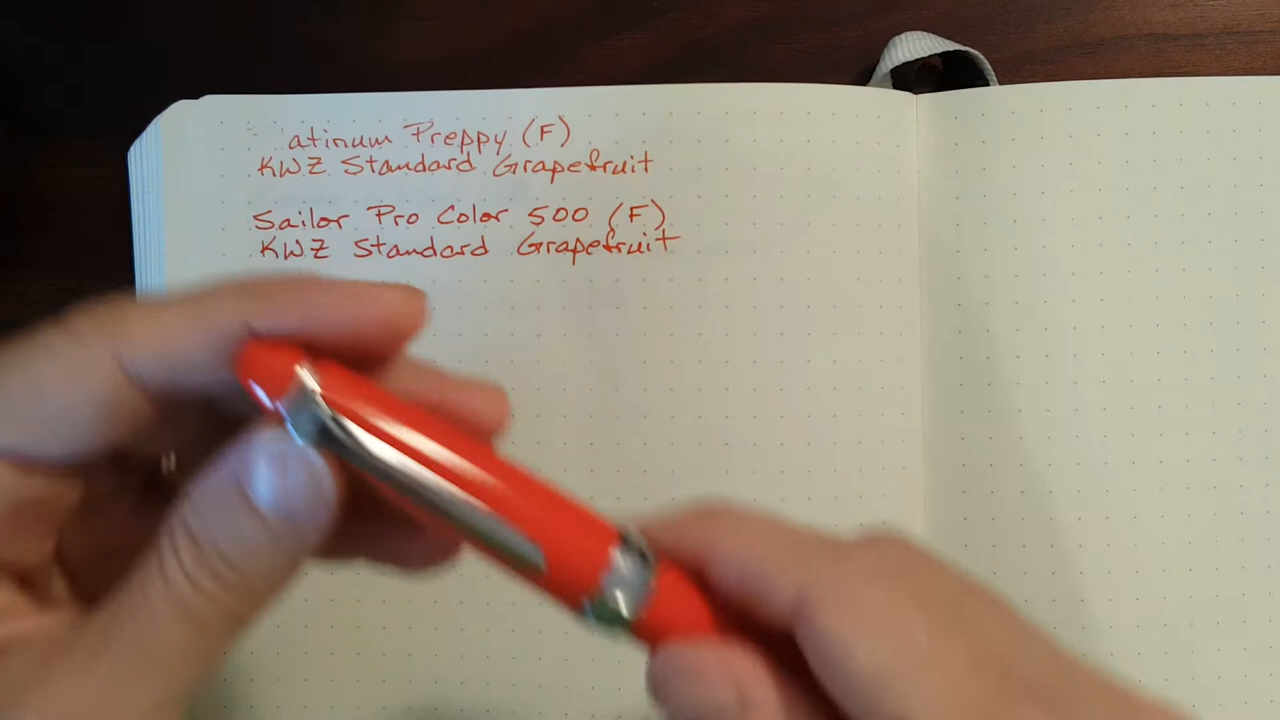 atinum Preppy (F)
KWZ Standard Grapefruit
Sailor Pro Color 500 (F)
KWZ Standard Grapefruit